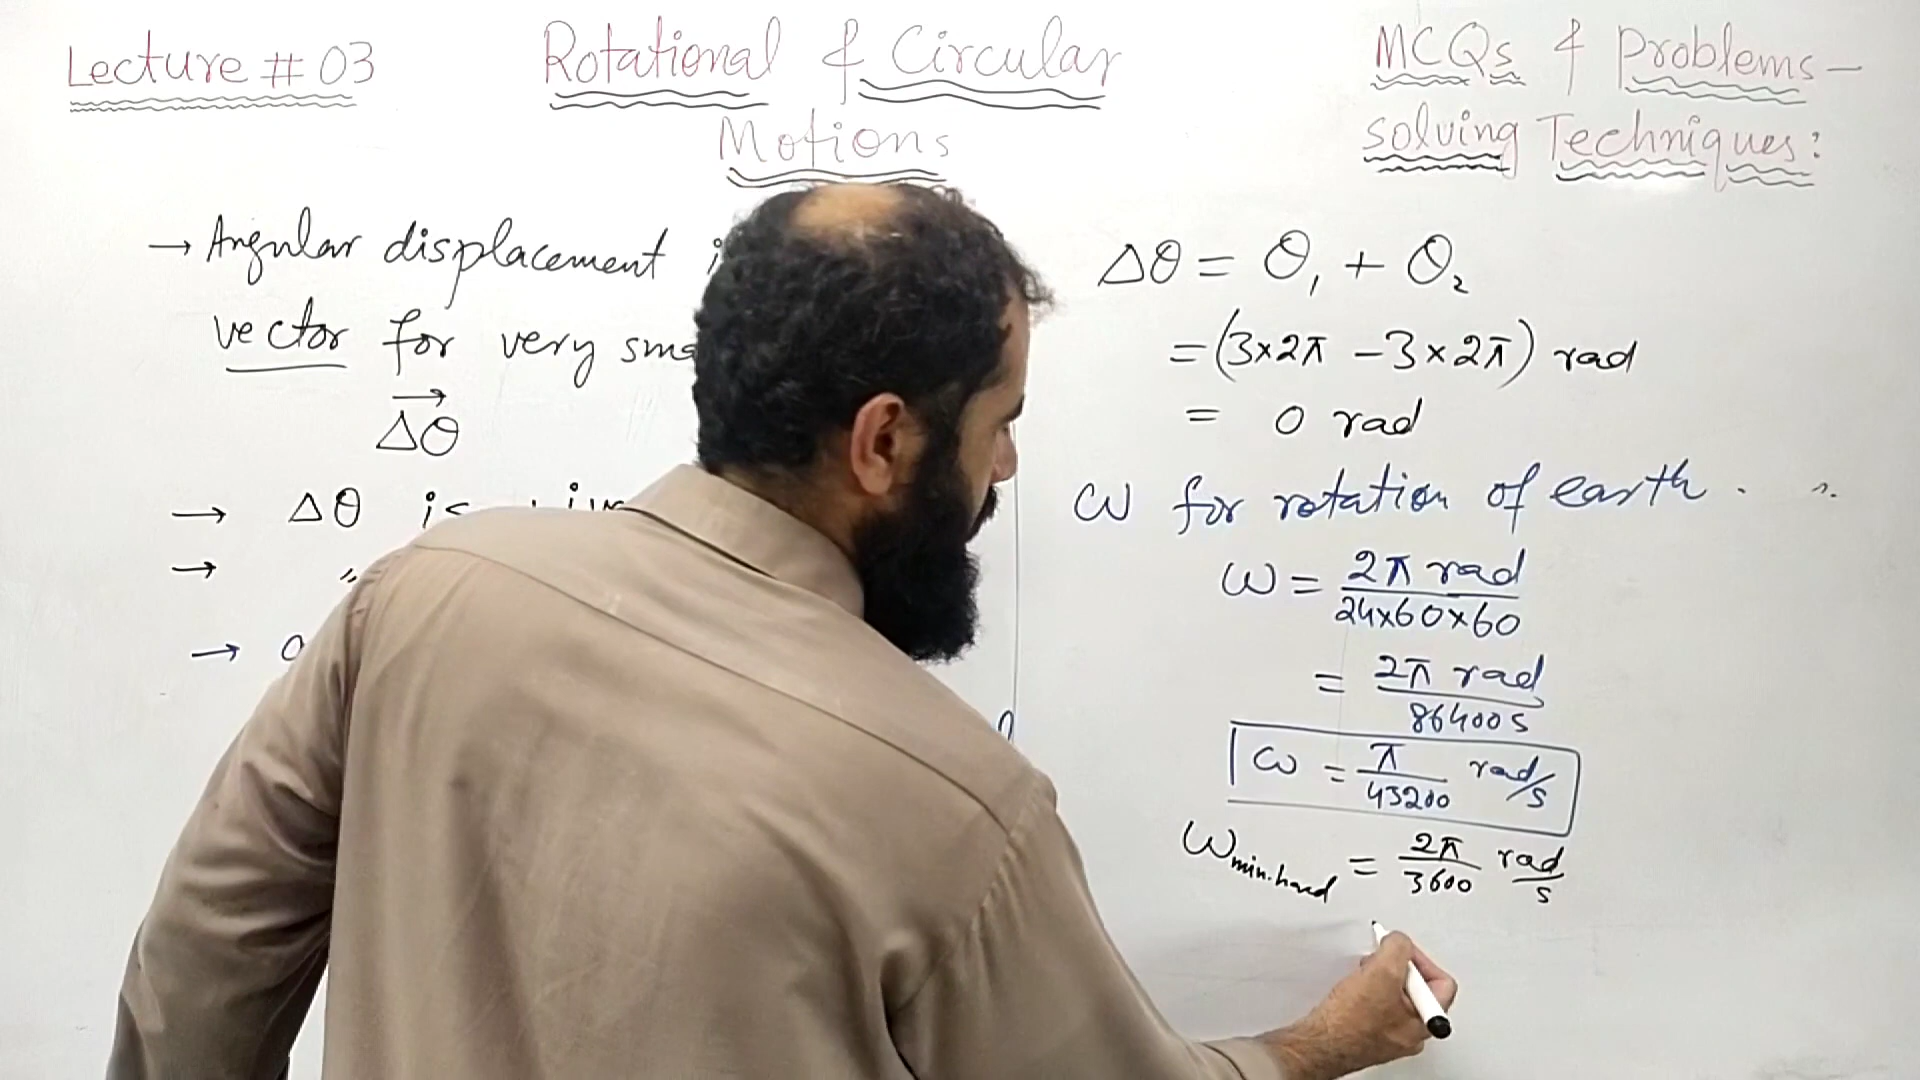 Lecture # 03
Rotational & Circular
Motions
MCQs & Problems-
solving Techniques:
→ Angular displacement
vector for very
Δθ⃗
→ Δθ is
→ "
→
Δθ = θ₁ + θ₂
= (3×2π - 3×2π) rad
= 0 rad
ω for rotation of earth.
ω = 2π rad / 24×60×60
= 2π rad / 86400 s
ω = π / 43200 rad/s
ω min.hand = 2π / 3600 rad / s